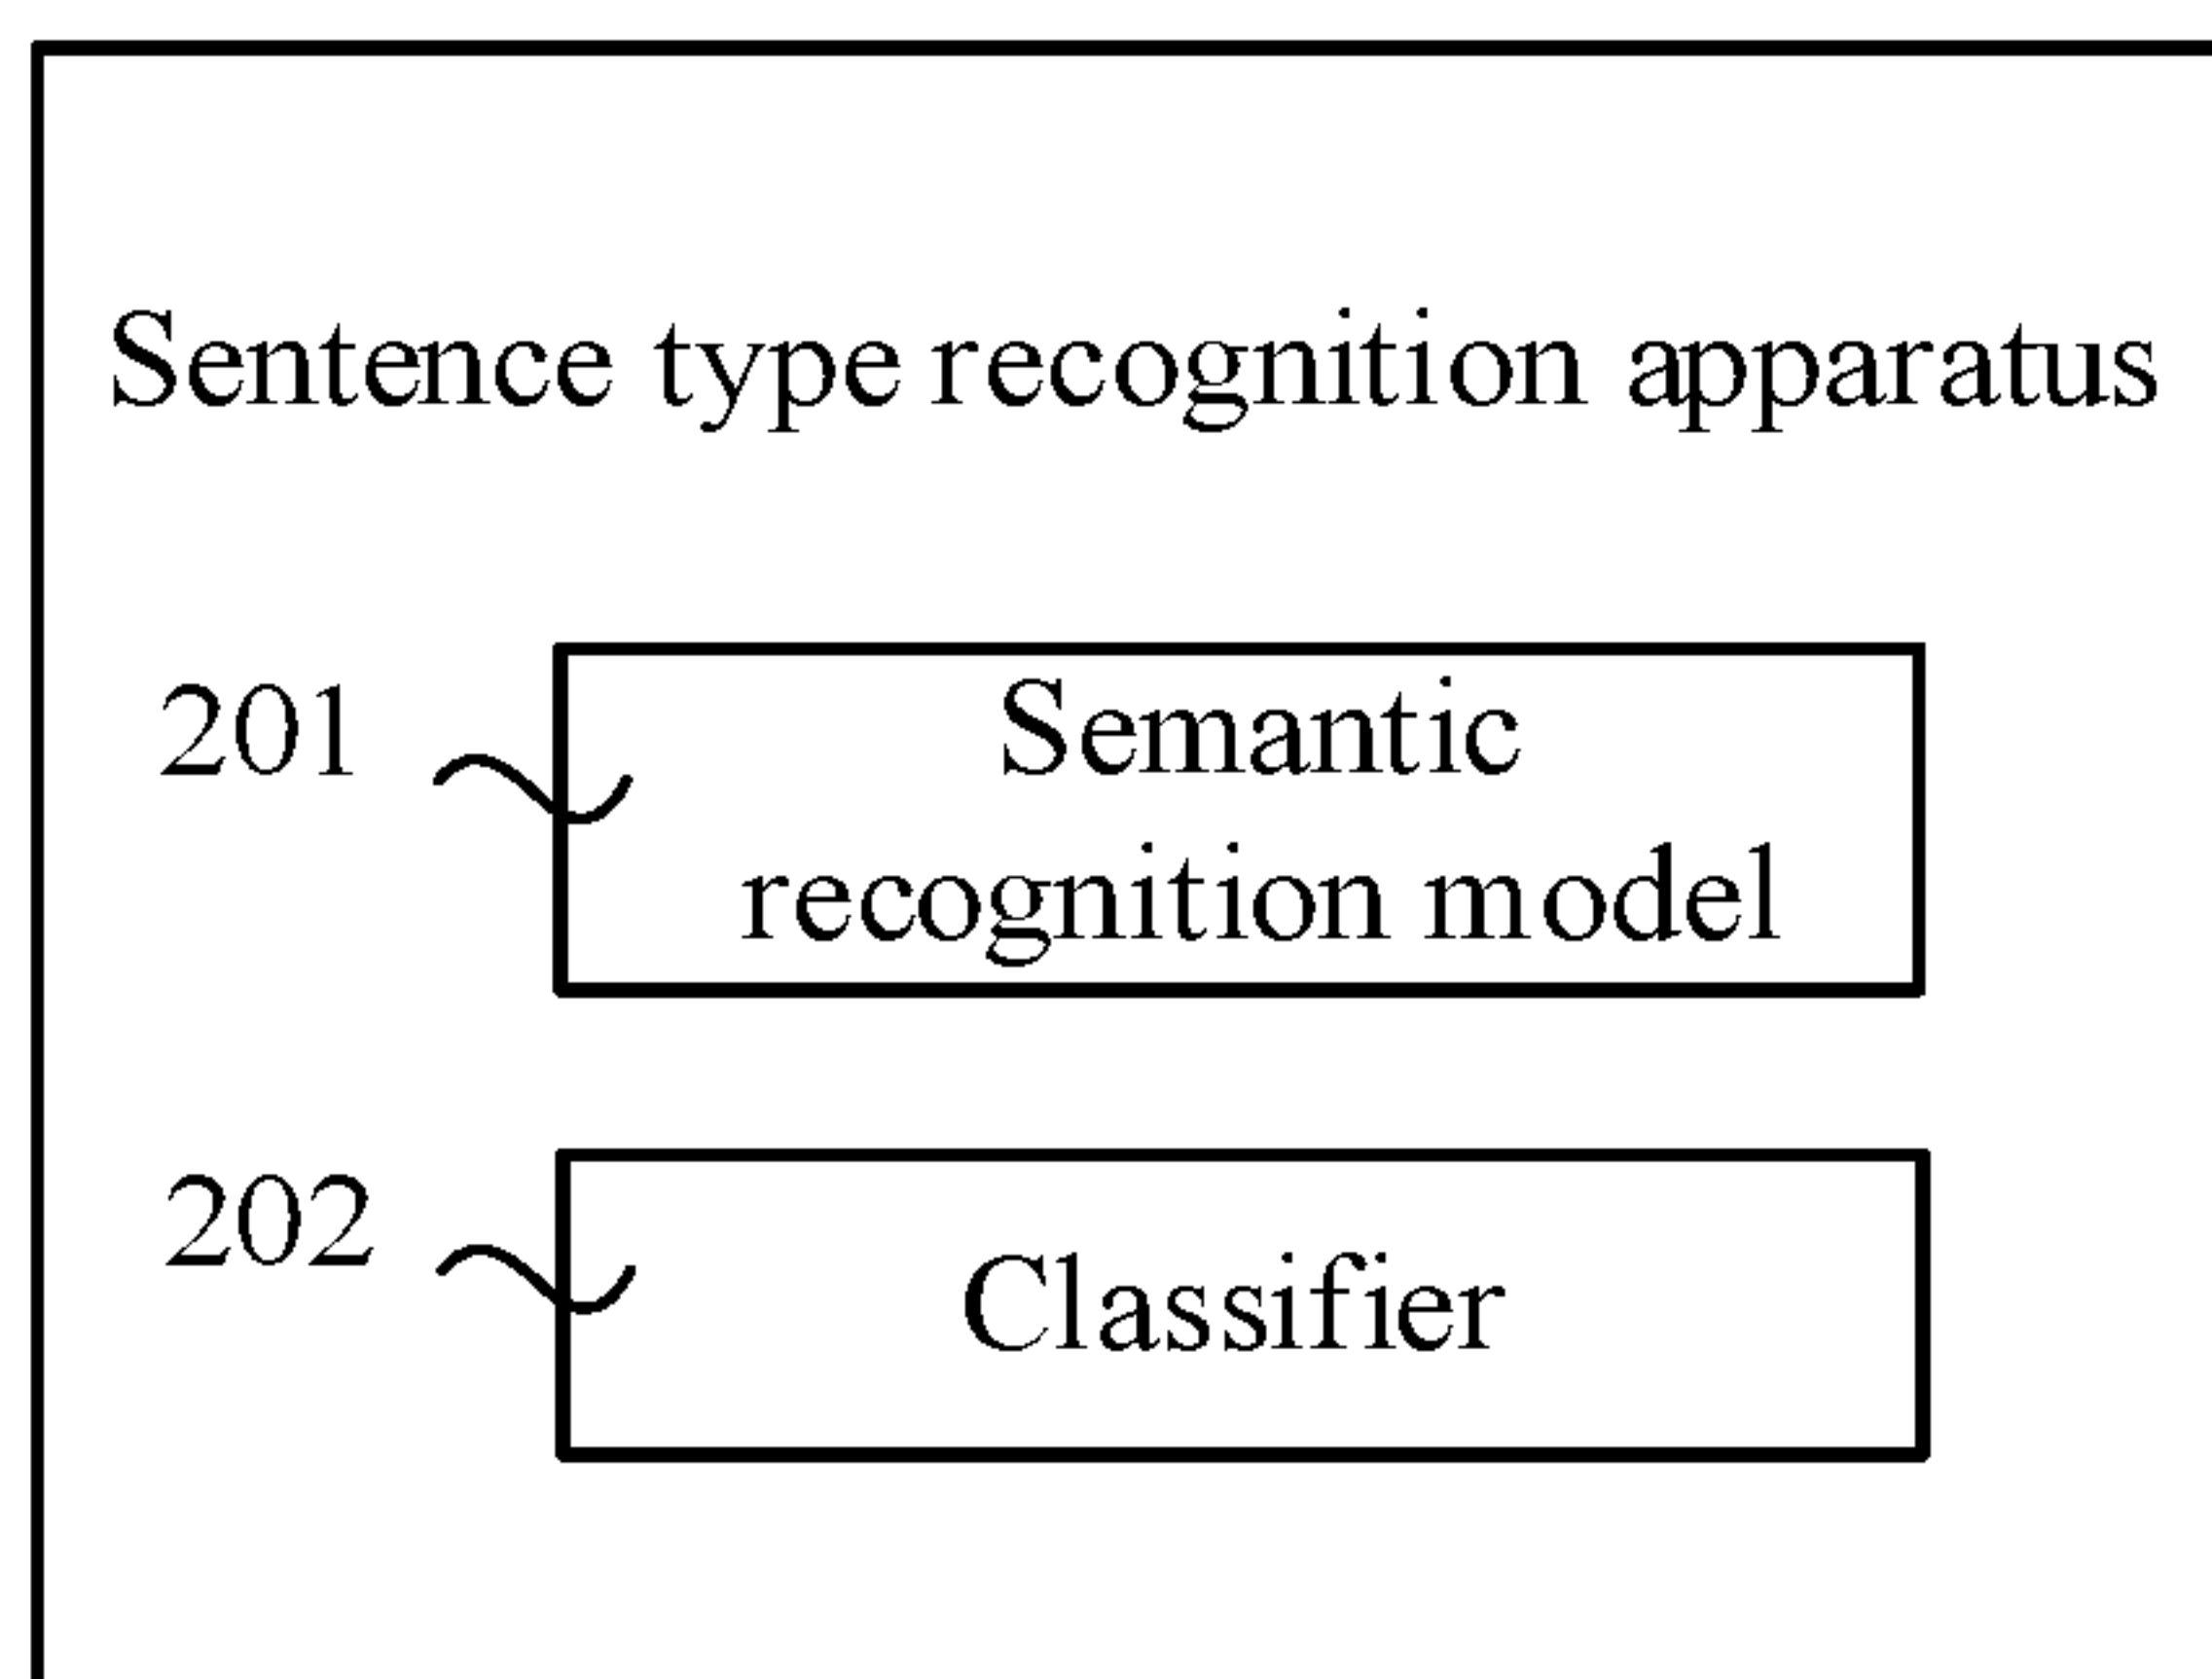 Sentence type recognition apparatus
201
Semantic
recognition model
202
Classifier